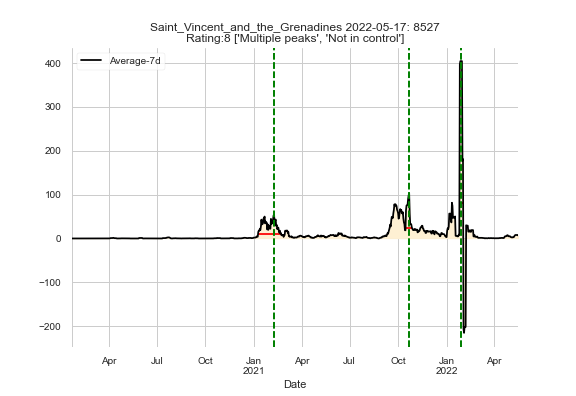 Saint_Vincent_and_the_Grenadines 2022-05-17: 8527
Rating:8 ['Multiple peaks', 'Not in control']
Average-7d
400
300
200
100
0
−100
−200
Apr Jul Oct Jan Apr Jul Oct Jan Apr
2021 2022
Date